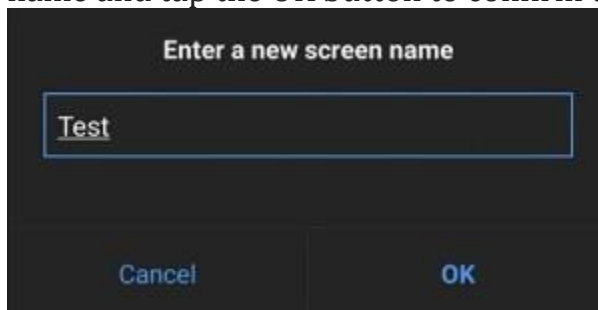 name and tap the OK button to confirm
Enter a new screen name
Test
Cancel
OK